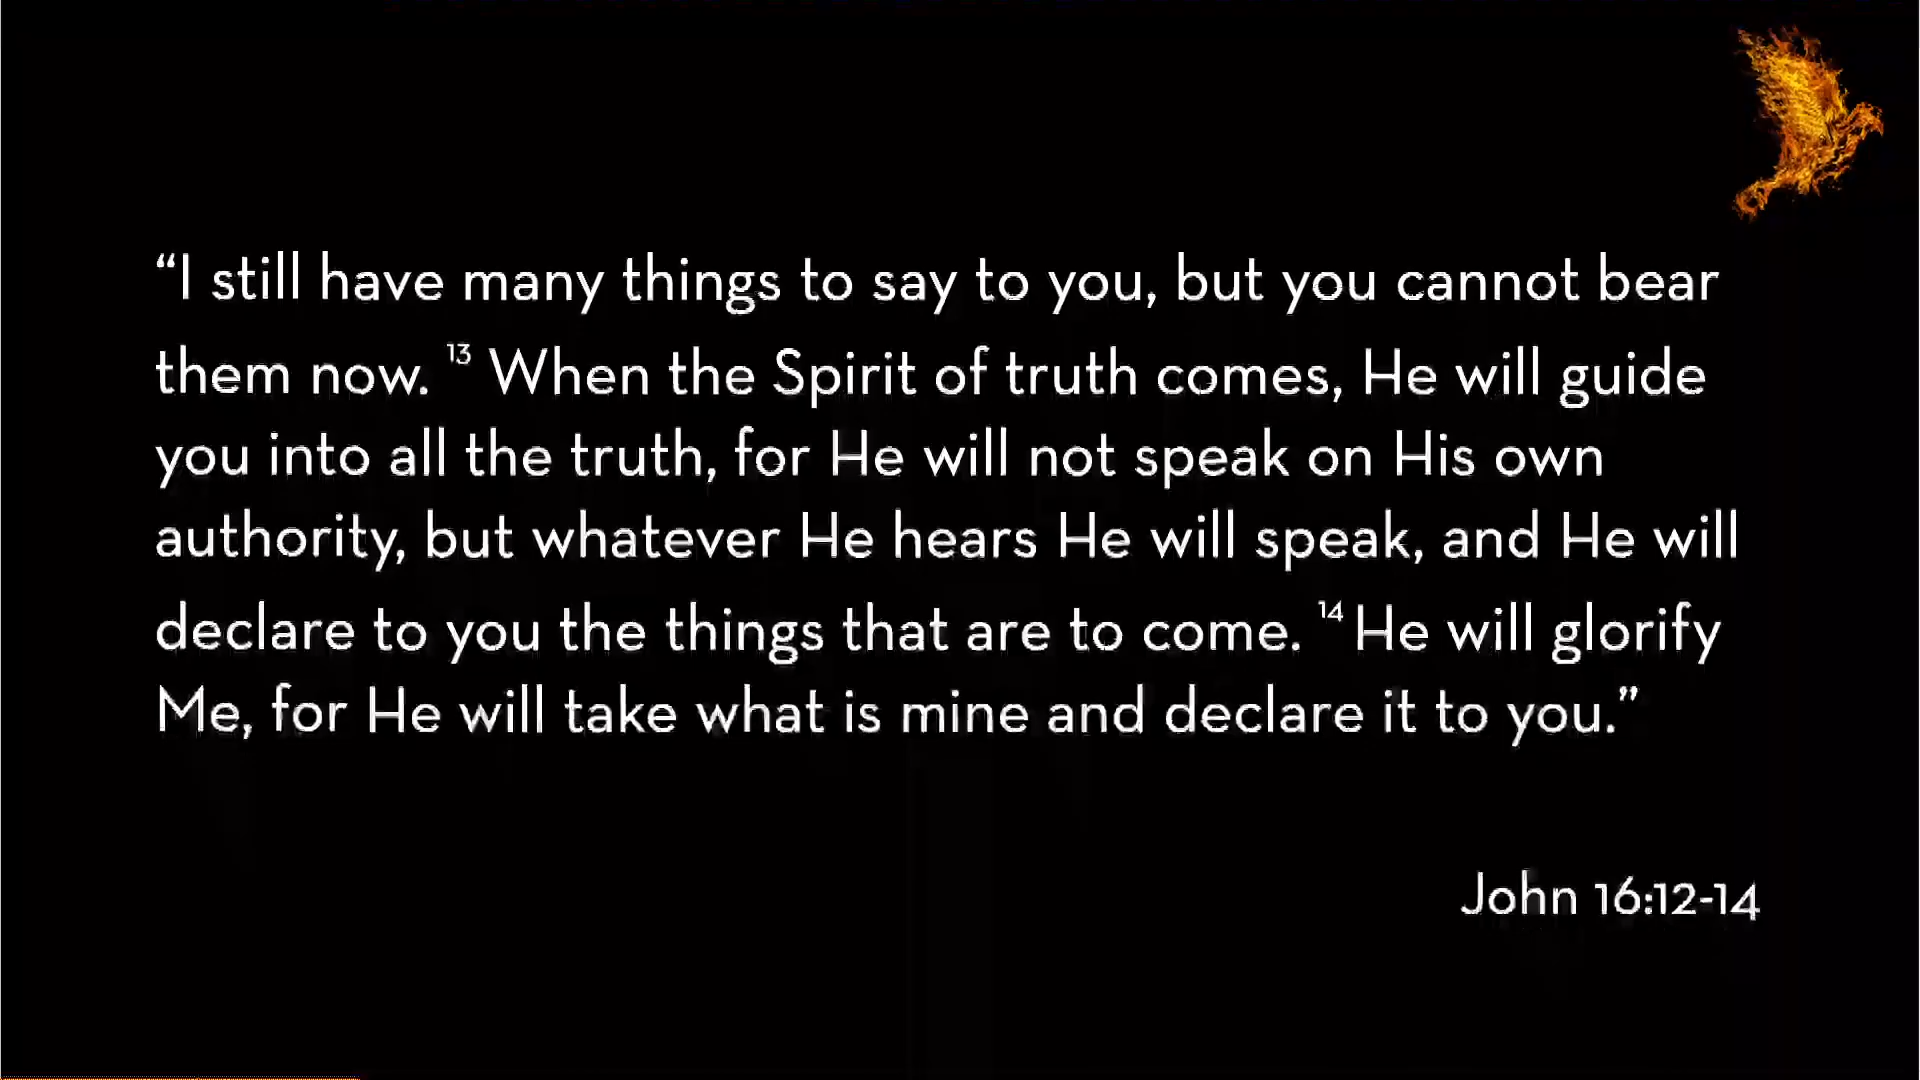 “I still have many things to say to you, but you cannot bear
them now. ¹³ When the Spirit of truth comes, He will guide
you into all the truth, for He will not speak on His own
authority, but whatever He hears He will speak, and He will
declare to you the things that are to come. ¹⁴ He will glorify
Me, for He will take what is mine and declare it to you.”
John 16:12-14